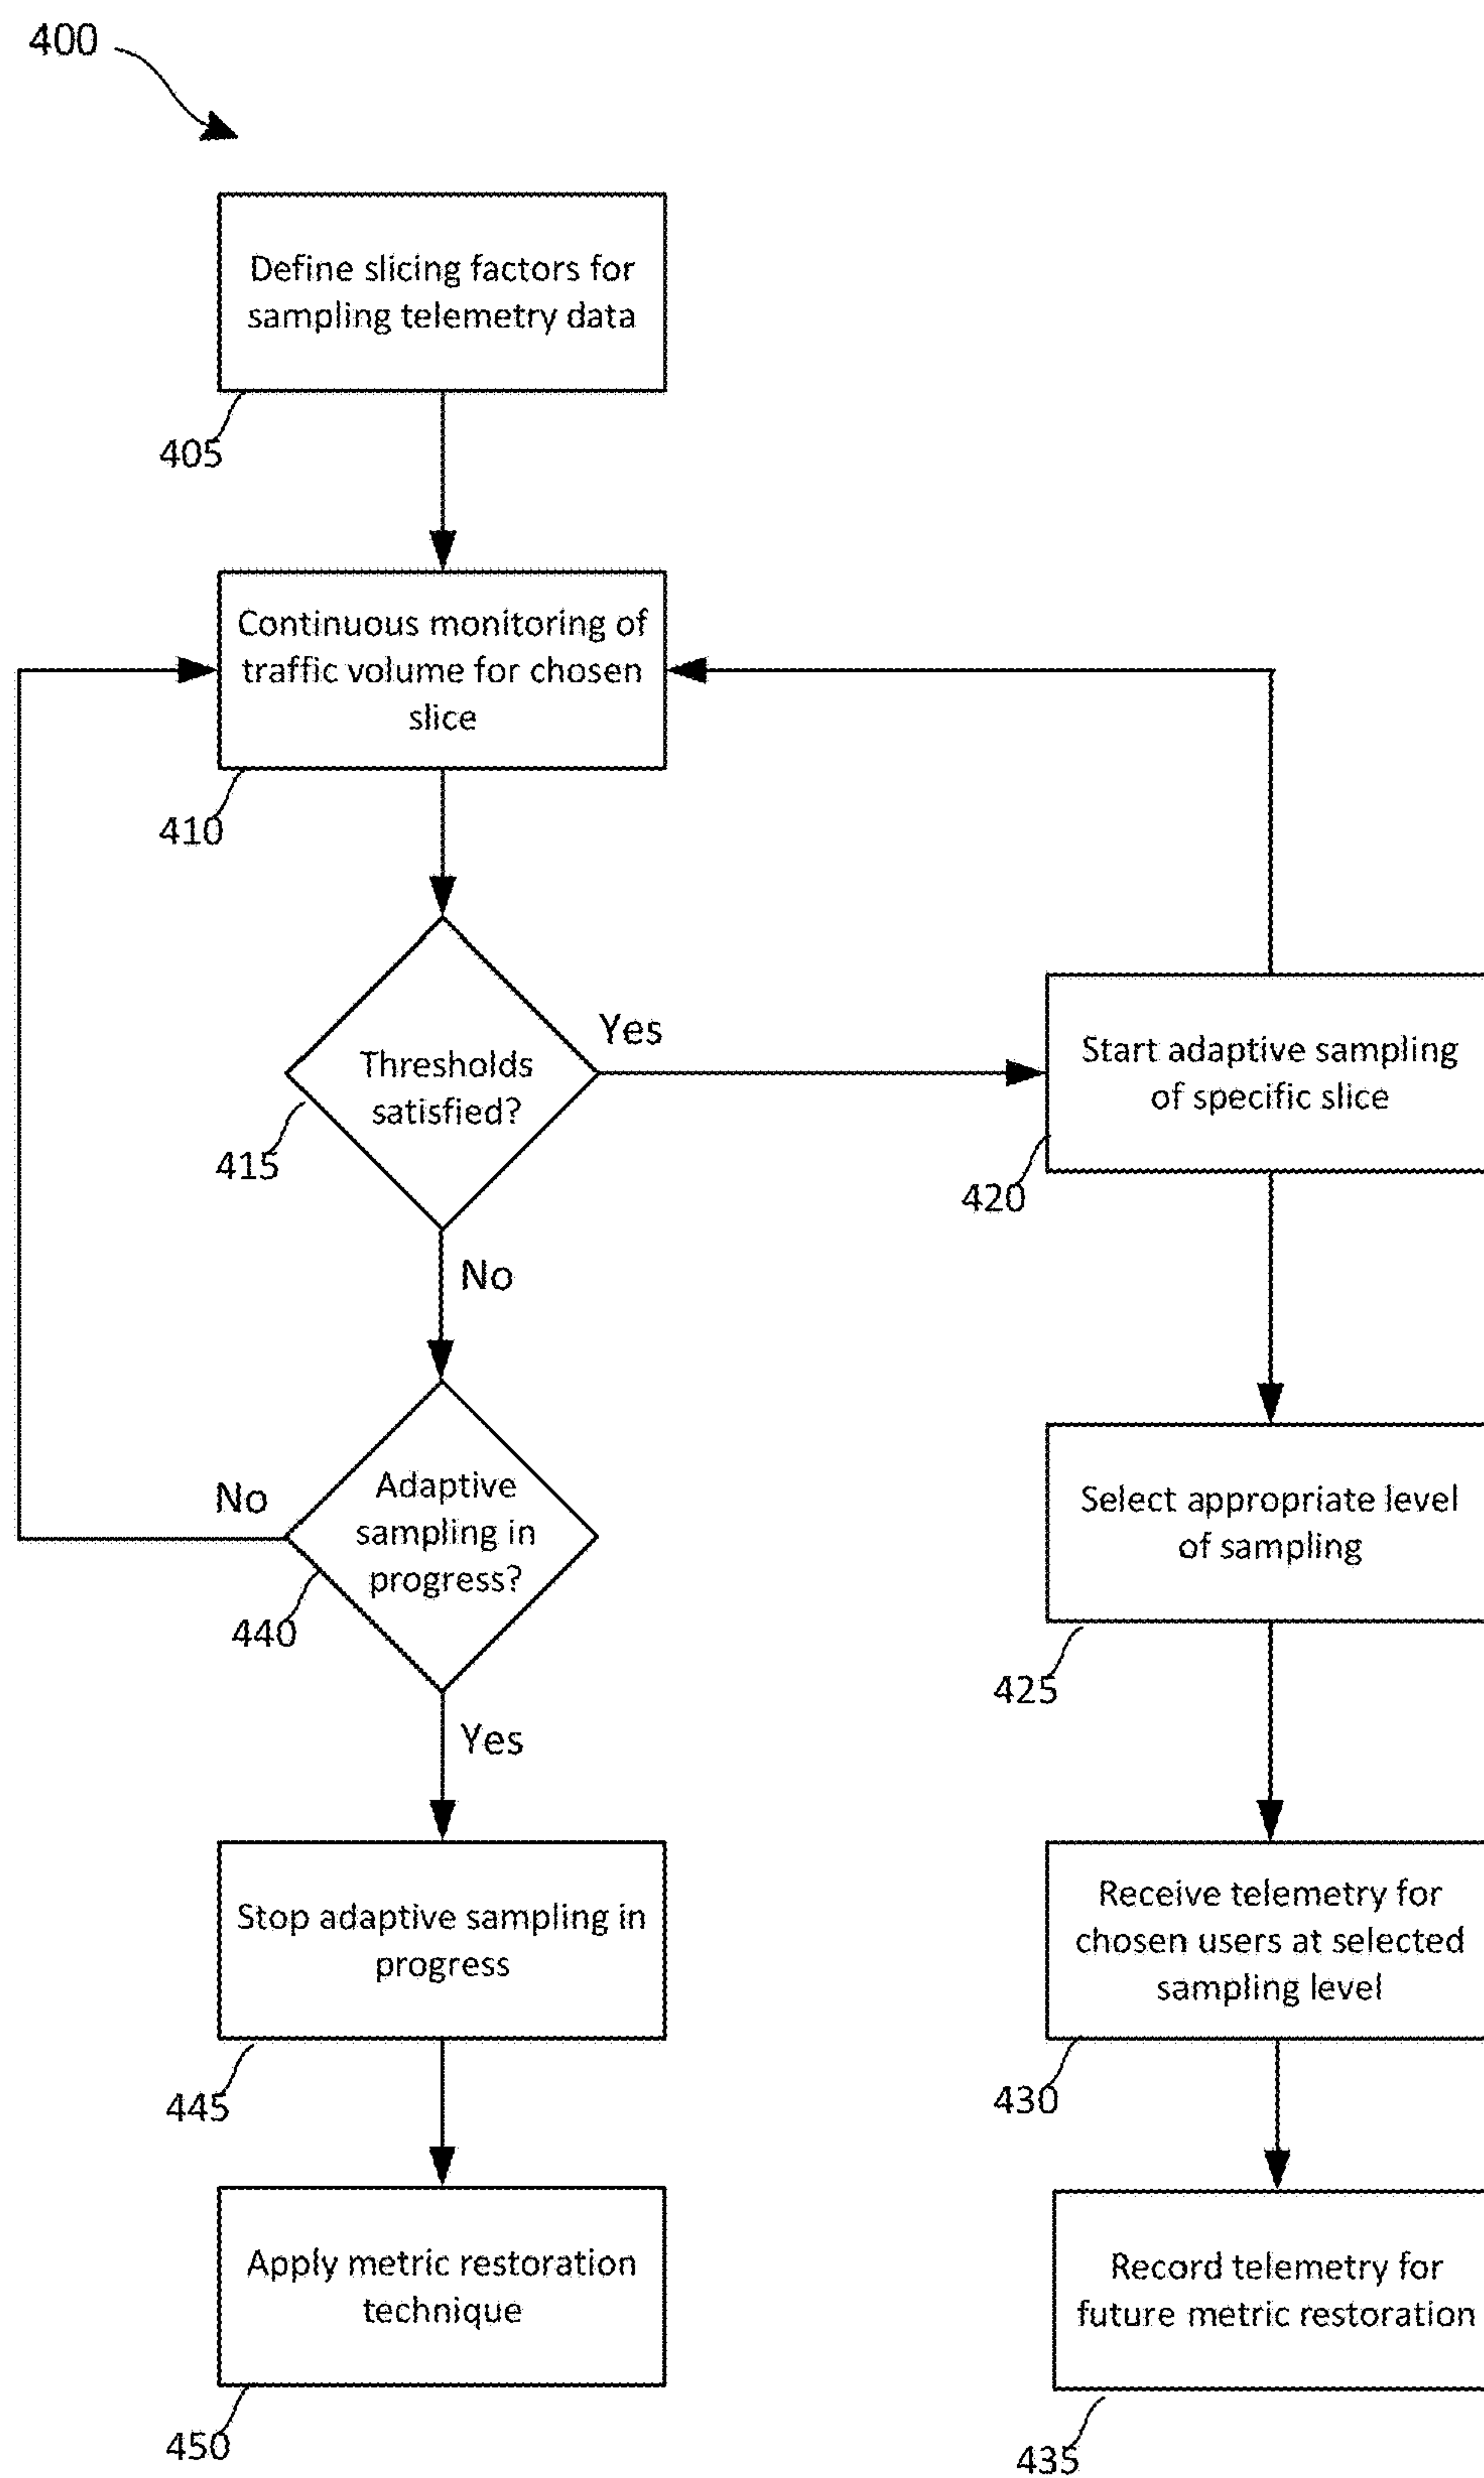 400
Define slicing factors for
sampling telemetry data
405
Continuous monitoring of
traffic volume for chosen
slice
410
Thresholds
satisfied?
415
Yes
Start adaptive sampling
of specific slice
420
No
Adaptive
sampling in
progress?
440
No
Select appropriate level
of sampling
425
Yes
Stop adaptive sampling in
progress
445
Receive telemetry for
chosen users at selected
sampling level
430
Apply metric restoration
technique
450
Record telemetry for
future metric restoration
435